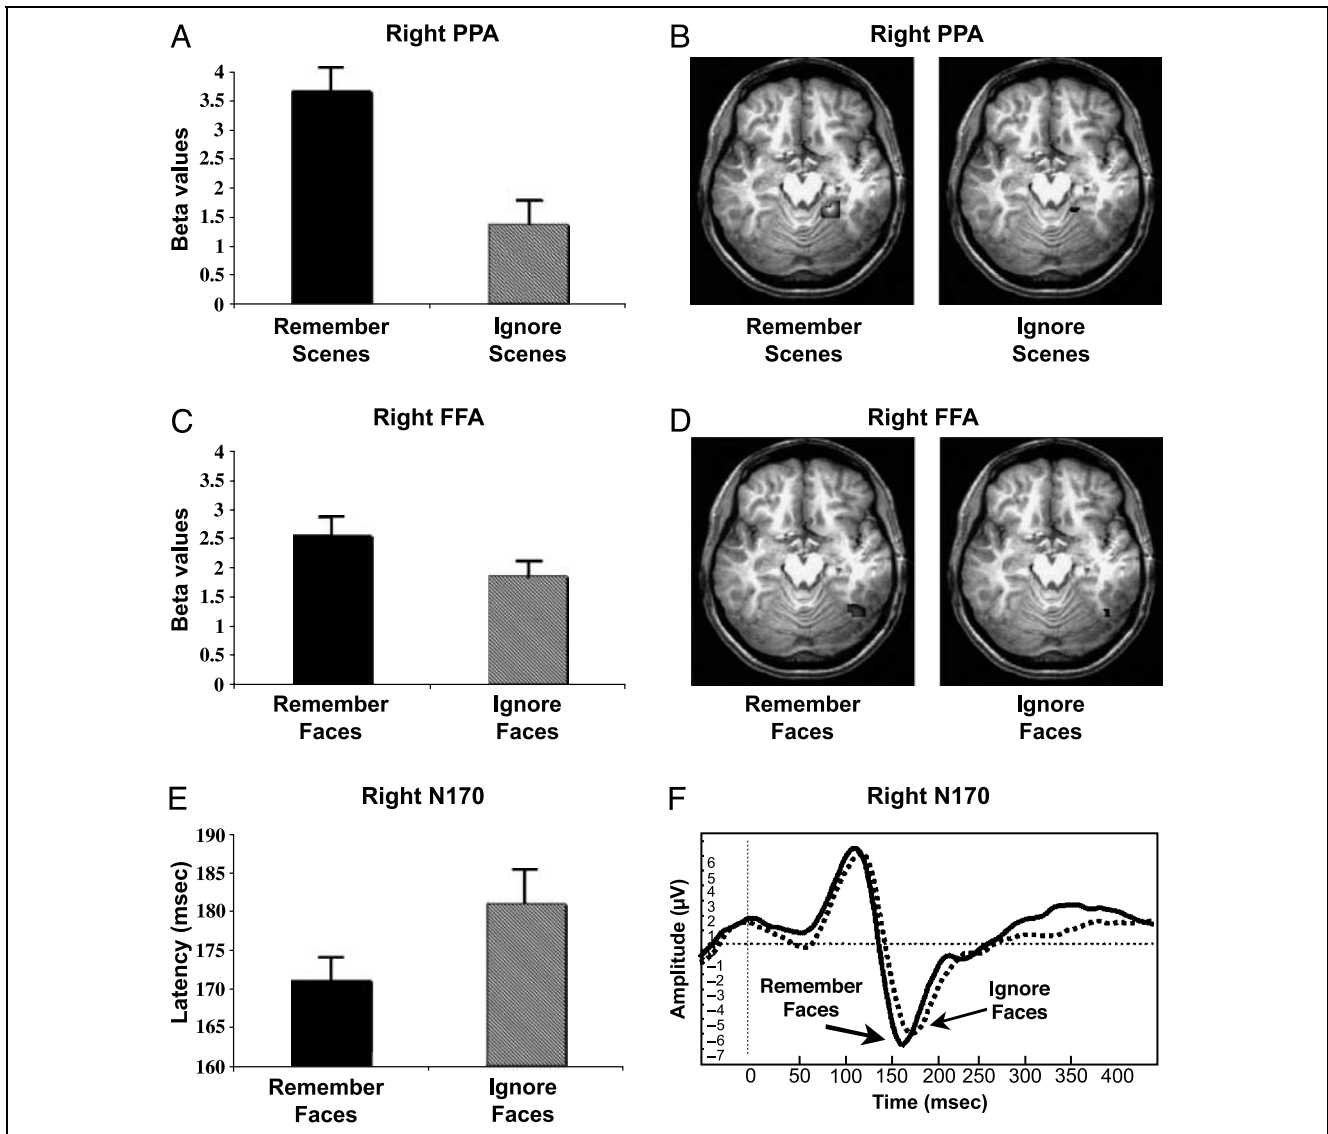 A
Right PPA
Beta values
4
3.5
3
2.5
2
1.5
1
0.5
0
Remember
Scenes
Ignore
Scenes
B
Right PPA
Remember
Scenes
Ignore
Scenes
C
Right FFA
Beta values
4
3.5
3
2.5
2
1.5
1
0.5
0
Remember
Faces
Ignore
Faces
D
Right FFA
Remember
Faces
Ignore
Faces
E
Right N170
Latency (msec)
190
185
180
175
170
165
160
Remember
Faces
Ignore
Faces
F
Right N170
Amplitude (µV)
6
5
4
3
2
1
–1
–2
–3
–4
–5
–6
–7
Remember
Faces
Ignore
Faces
0 50 100 150 200 250 300 350 400
Time (msec)